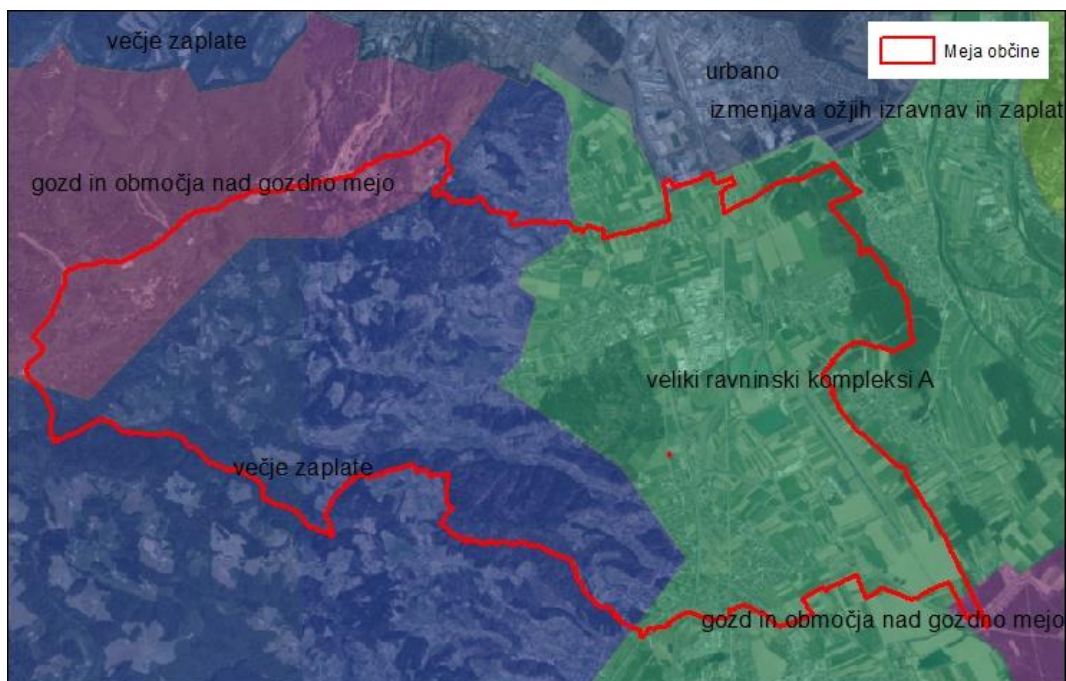 večje zaplate
Meja občine
urbano
izmenjava ožjih izravnav in zaplat
gozd in območja nad gozdno mejo
veliki ravninski kompleksi A
večje zaplate
gozd in območja nad gozdno mejo